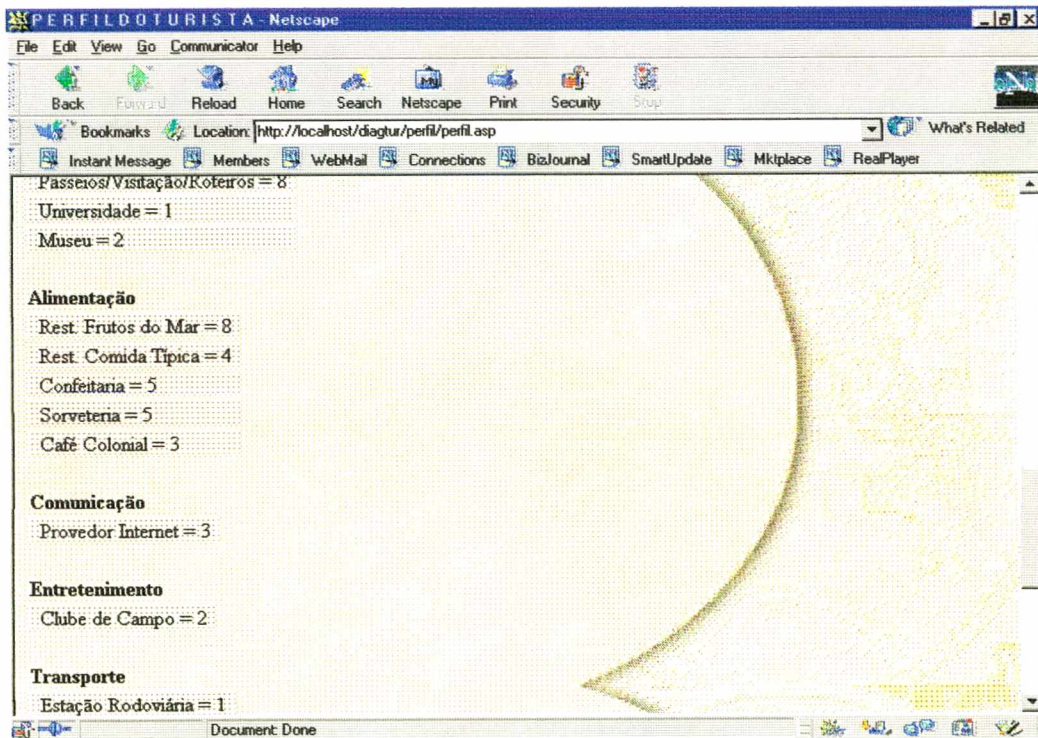 P E R F I L D O T U R I S T A - Netscape
File Edit View Go Communicator Help
Back Forward Reload Home Search Netscape Print Security Stop
Bookmarks Location: http://localhost/diagtur/perfil/perfil.asp What's Related
Instant Message Members WebMail Connections BizJournal SmartUpdate Mktplace RealPlayer
Passeios/Visitação/Roteiros = 8
Universidade = 1
Museu = 2
Alimentação
Rest. Frutos do Mar = 8
Rest. Comida Típica = 4
Confeitaria = 5
Sorveteria = 5
Café Colonial = 3
Comunicação
Provedor Internet = 3
Entretenimento
Clube de Campo = 2
Transporte
Estação Rodoviária = 1
Document: Done